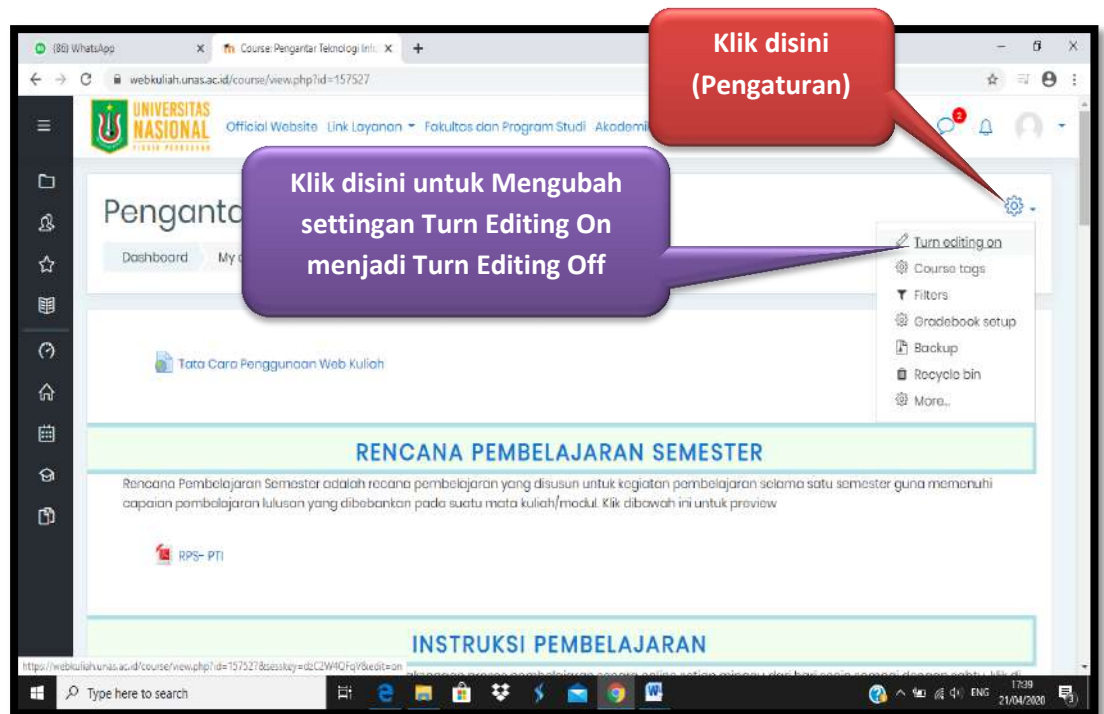 Klik disini
(Pengaturan)
(86) WhatsApp
Course: Pengantar Teknologi Inf
webkuliah.unas.ac.id/course/view.php?id=157527
UNIVERSITAS
NASIONAL
Official Website Link Layanan Fakultas dan Program Studi Akademi
2
Klik disini untuk Mengubah
settingan Turn Editing On
menjadi Turn Editing Off
Penganta
Dashboard My
Turn editing on
Course tags
Filters
Gradebook setup
Backup
Recycle bin
More...
Tata Cara Penggunaan Web Kuliah
RENCANA PEMBELAJARAN SEMESTER
Rencana Pembelajaran Semester adalah recana pembelajaran yang disusun untuk kegiatan pembelajaran selama satu semester guna memenuhi
capaian pembelajaran lulusan yang dibebankan pada suatu mata kuliah/modul. Klik dibawah ini untuk preview
RPS- PTI
INSTRUKSI PEMBELAJARAN
Type here to search
ENG
17:39
21/04/2020